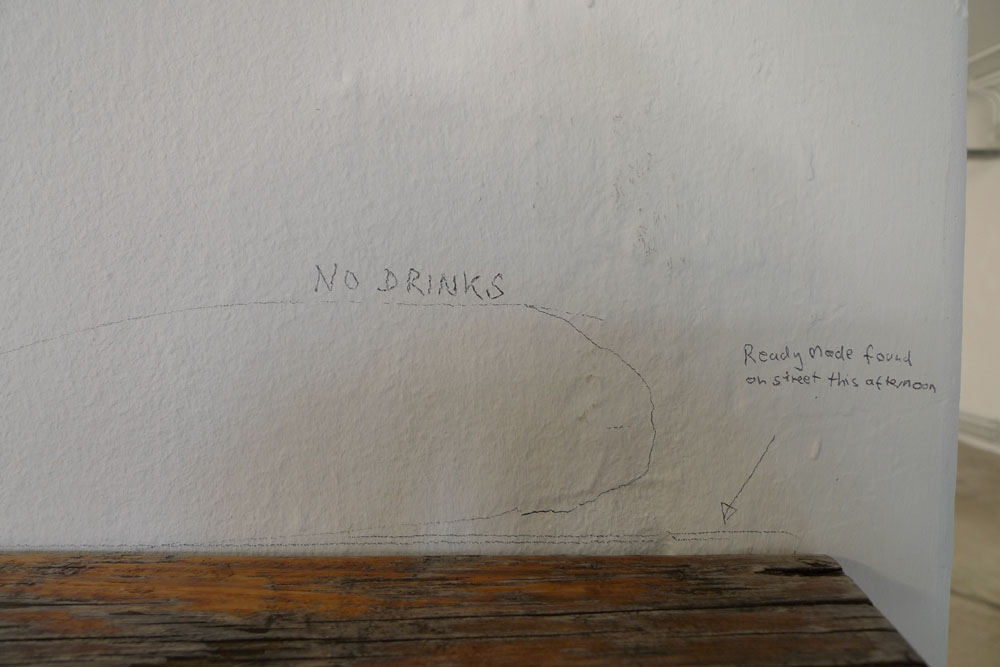 NO DRINKS
Ready Made found
on street this afternoon